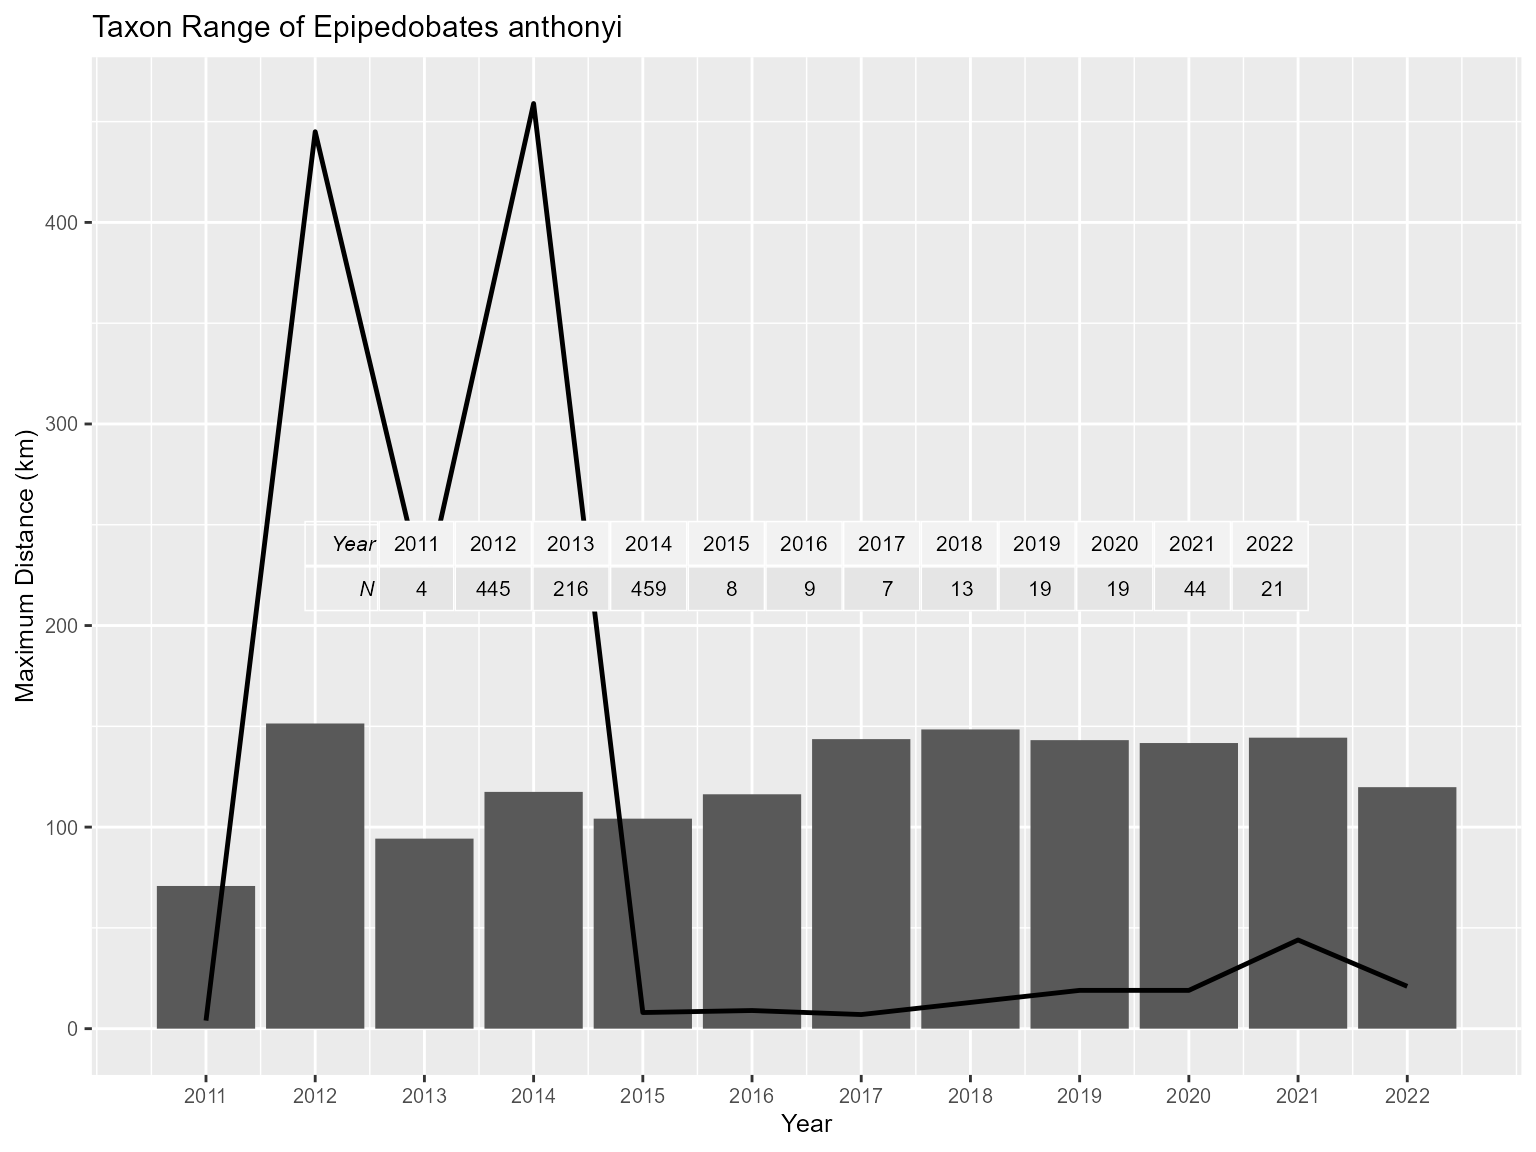 Taxon Range of Epipedobates anthonyi
Maximum Distance (km)
400
300
200
100
0
Year 2011 2012 2013 2014 2015 2016 2017 2018 2019 2020 2021 2022
N 4 445 216 459 8 9 7 13 19 19 44 21
2011 2012 2013 2014 2015 2016 2017 2018 2019 2020 2021 2022
Year